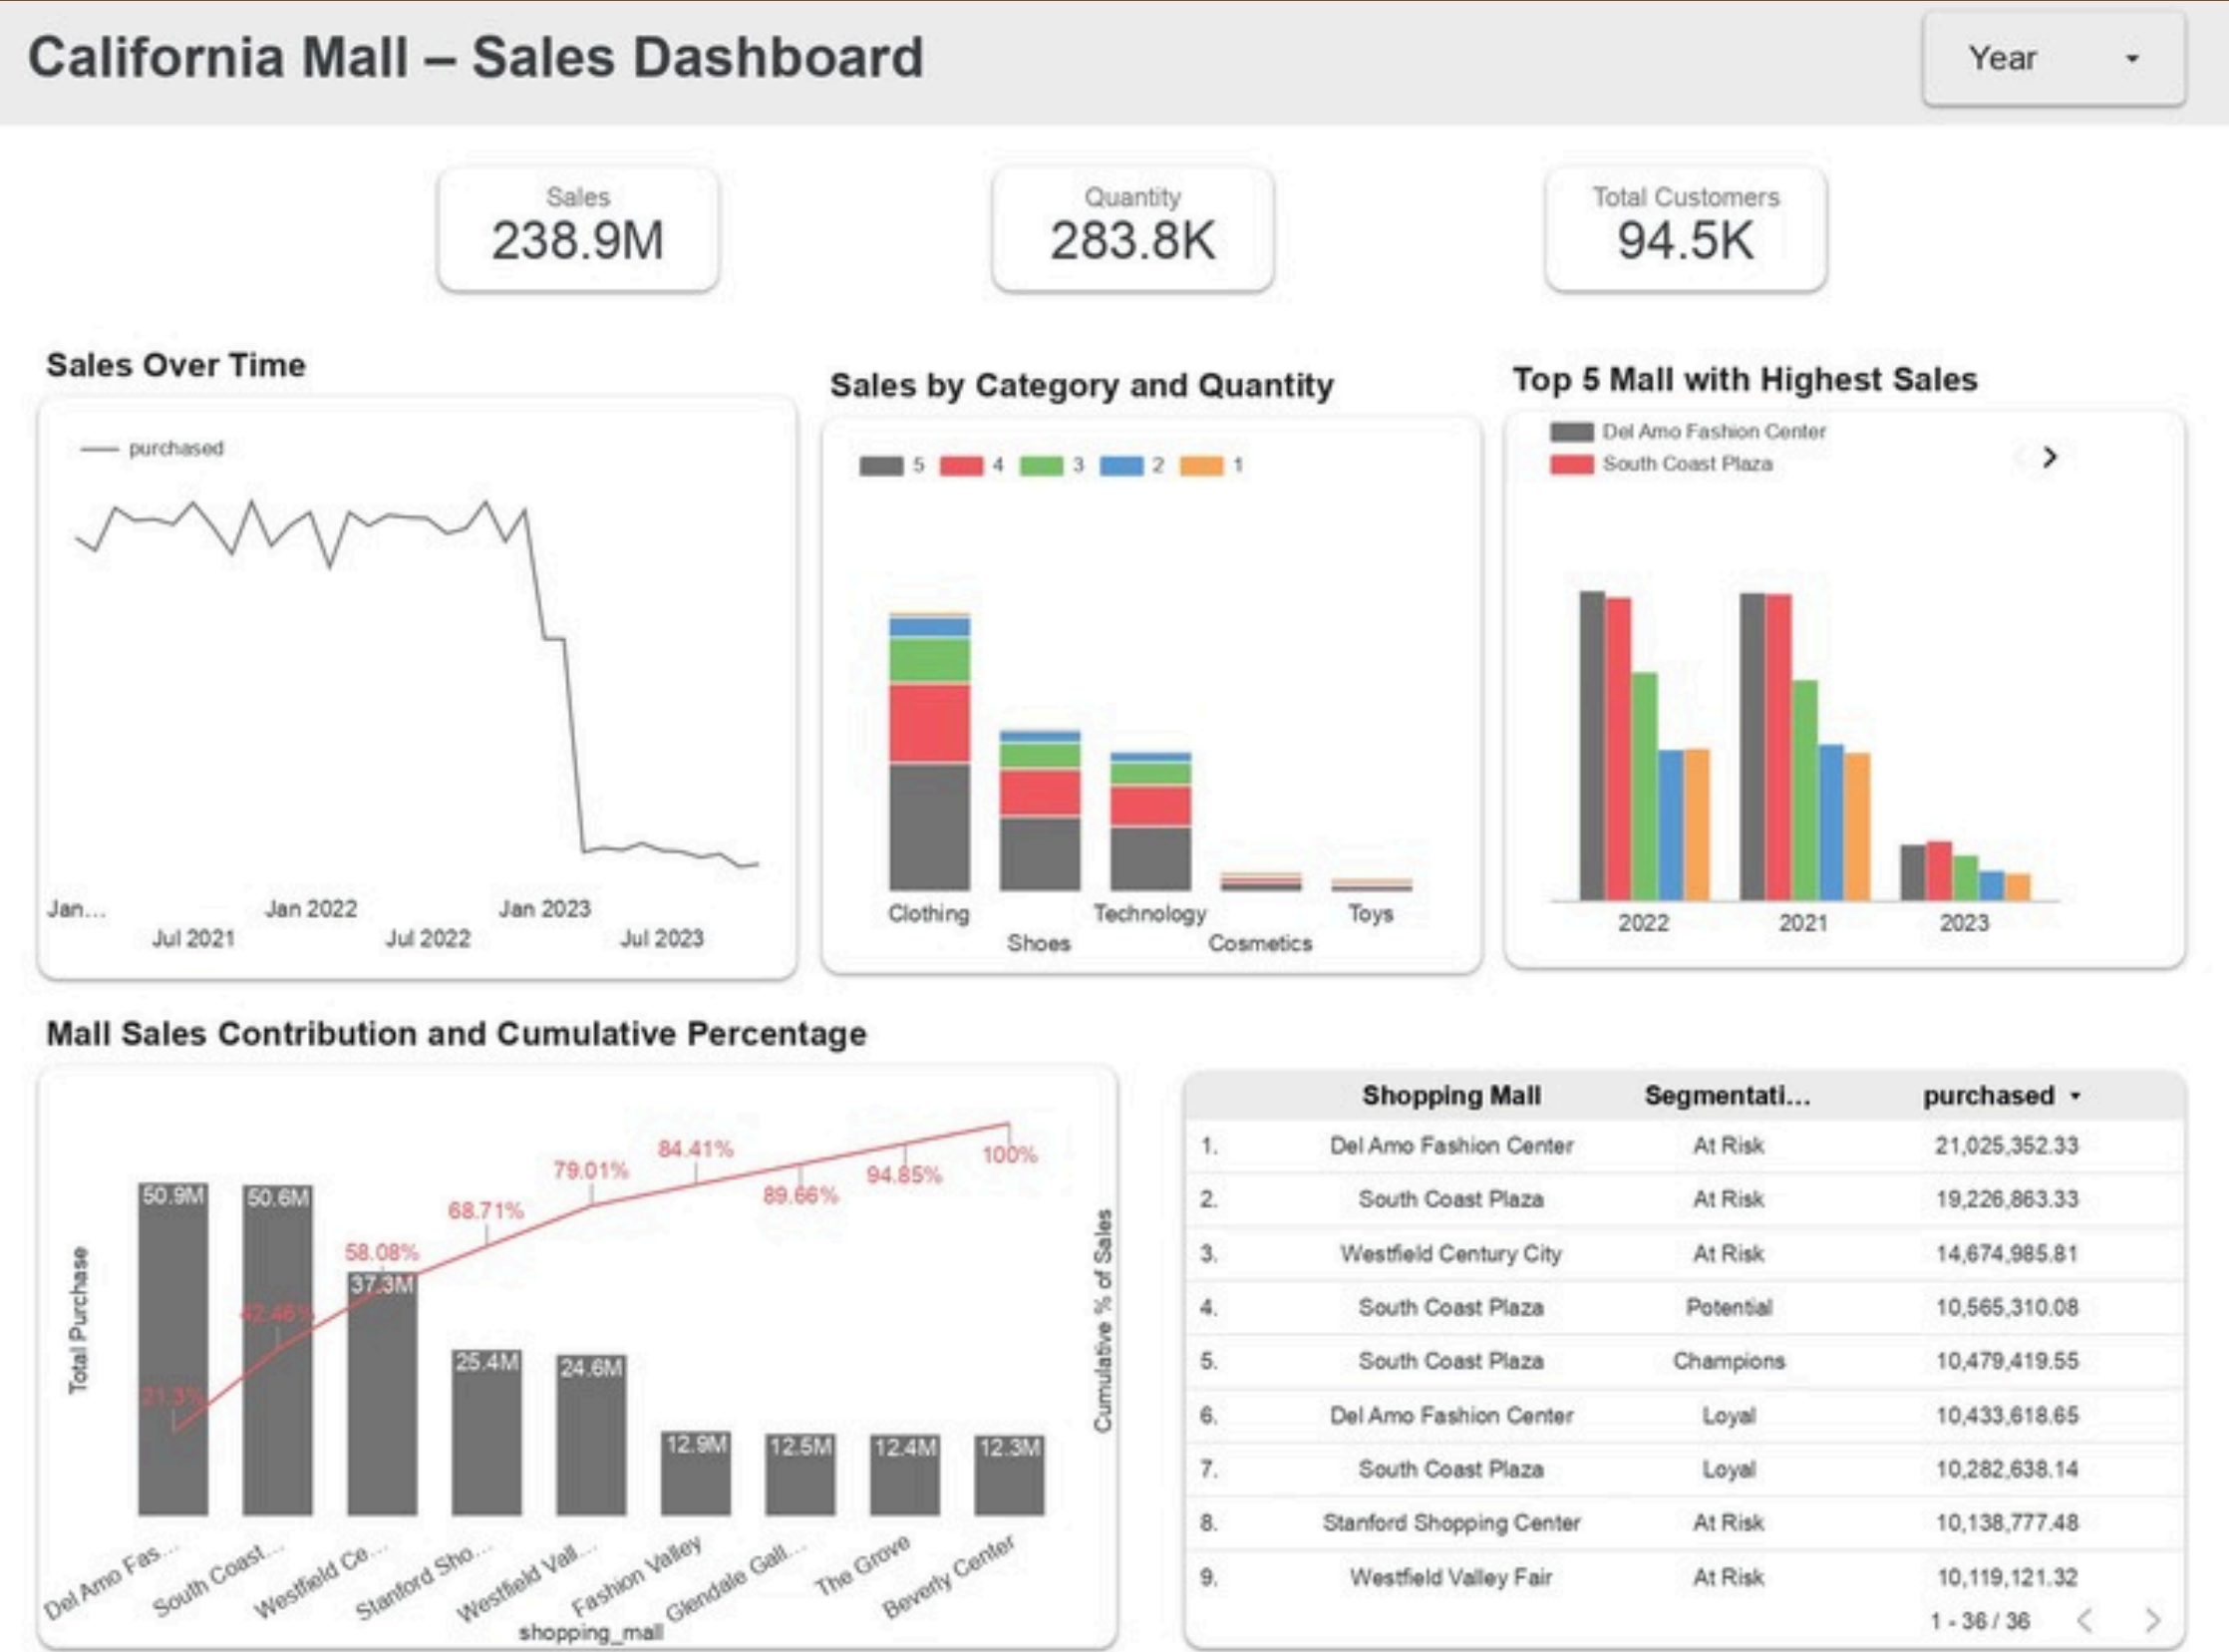 California Mall – Sales Dashboard
Year
Sales
238.9M
Quantity
283.8K
Total Customers
94.5K
Sales Over Time
purchased
Jan...
Jul 2021
Jan 2022
Jul 2022
Jan 2023
Jul 2023
Sales by Category and Quantity
5 4 3 2 1
Clothing
Shoes
Technology
Cosmetics
Toys
Top 5 Mall with Highest Sales
Del Amo Fashion Center
South Coast Plaza
2022 2021 2023
Mall Sales Contribution and Cumulative Percentage
Total Purchase
Cumulative % of Sales
50.9M 50.6M 37.3M 25.4M 24.6M 12.9M 12.5M 12.4M 12.3M
21.3% 42.46% 58.08% 68.71% 79.01% 84.41% 89.66% 94.85% 100%
Del Amo Fas...
South Coast...
Westfield Ce...
Stanford Sho...
Westfield Vall...
Fashion Valley
Glendale Gall...
The Grove
Beverly Center
shopping_mall
Shopping Mall Segmentati... purchased
1. Del Amo Fashion Center At Risk 21,025,352.33
2. South Coast Plaza At Risk 19,226,863.33
3. Westfield Century City At Risk 14,674,985.81
4. South Coast Plaza Potential 10,565,310.08
5. South Coast Plaza Champions 10,479,419.55
6. Del Amo Fashion Center Loyal 10,433,618.65
7. South Coast Plaza Loyal 10,282,638.14
8. Stanford Shopping Center At Risk 10,138,777.48
9. Westfield Valley Fair At Risk 10,119,121.32
1 - 36 / 36